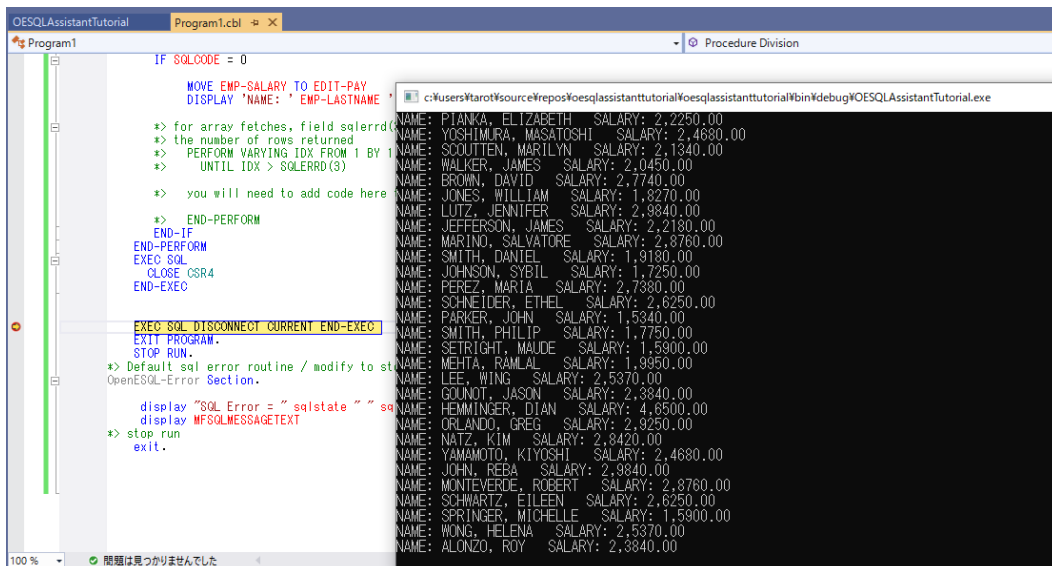 OESQLAssistantTutorial
Program1.cbl
Program1
Procedure Division
IF SQLCODE = 0
MOVE EMP-SALARY TO EDIT-PAY
DISPLAY 'NAME: ' EMP-LASTNAME '
*> for array fetches, field sqlerrd(
*> the number of rows returned
*>   PERFORM VARYING IDX FROM 1 BY 1
*>     UNTIL IDX > SQLERRD(3)
*>   you will need to add code here
*>   END-PERFORM
END-IF
END-PERFORM
EXEC SQL
CLOSE CSR4
END-EXEC
EXEC SQL DISCONNECT CURRENT END-EXEC
EXIT PROGRAM.
STOP RUN.
*> Default sql error routine / modify to
OpenESQL-Error Section.
display "SQL Error = " sqlstate " "
display MFSQLMESSAGETEXT
*> stop run
exit.
100 %
問題は見つかりませんでした
c:¥users¥tarot¥source¥repos¥oesqlassistanttutorial¥oesqlassistanttutorial¥bin¥debug¥OESQLAssistantTutorial.exe
NAME: PIANKA, ELIZABETH   SALARY: 2,2250.00
NAME: YOSHIMURA, MASATOSHI   SALARY: 2,4680.00
NAME: SCOUTTEN, MARILYN   SALARY: 2,1340.00
NAME: WALKER, JAMES   SALARY: 2,0450.00
NAME: BROWN, DAVID   SALARY: 2,7740.00
NAME: JONES, WILLIAM   SALARY: 1,8270.00
NAME: LUTZ, JENNIFER   SALARY: 2,9840.00
NAME: JEFFERSON, JAMES   SALARY: 2,2180.00
NAME: MARINO, SALVATORE   SALARY: 2,8760.00
NAME: SMITH, DANIEL   SALARY: 1,9180.00
NAME: JOHNSON, SYBIL   SALARY: 1,7250.00
NAME: PEREZ, MARIA   SALARY: 2,7380.00
NAME: SCHNEIDER, ETHEL   SALARY: 2,6250.00
NAME: PARKER, JOHN   SALARY: 1,5340.00
NAME: SMITH, PHILIP   SALARY: 1,7750.00
NAME: SETRIGHT, MAUDE   SALARY: 1,5900.00
NAME: MEHTA, RAMLAL   SALARY: 1,9950.00
NAME: LEE, WING   SALARY: 2,5370.00
NAME: GOUNOT, JASON   SALARY: 2,3840.00
NAME: HEMMINGER, DIAN   SALARY: 4,6500.00
NAME: ORLANDO, GREG   SALARY: 2,9250.00
NAME: NATZ, KIM   SALARY: 2,8420.00
NAME: YAMAMOTO, KIYOSHI   SALARY: 2,4680.00
NAME: JOHN, REBA   SALARY: 2,9840.00
NAME: MONTEVERDE, ROBERT   SALARY: 2,8760.00
NAME: SCHWARTZ, EILEEN   SALARY: 2,6250.00
NAME: SPRINGER, MICHELLE   SALARY: 1,5900.00
NAME: WONG, HELENA   SALARY: 2,5370.00
NAME: ALONZO, ROY   SALARY: 2,3840.00